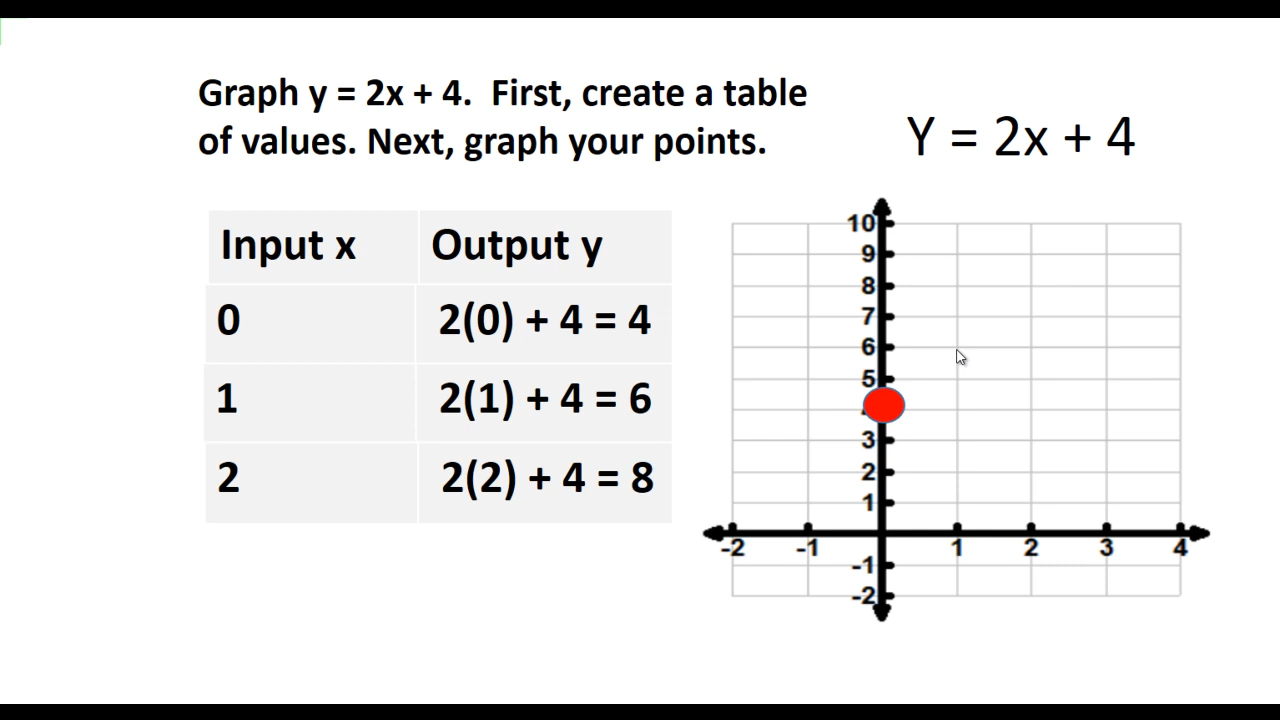 Graph y = 2x + 4.  First, create a table
of values. Next, graph your points.
Y = 2x + 4
Input x
Output y
0
2(0) + 4 = 4
1
2(1) + 4 = 6
2
2(2) + 4 = 8
10
9
8
7
6
5
3
2
1
-2
-1
1
2
3
4
-1
-2